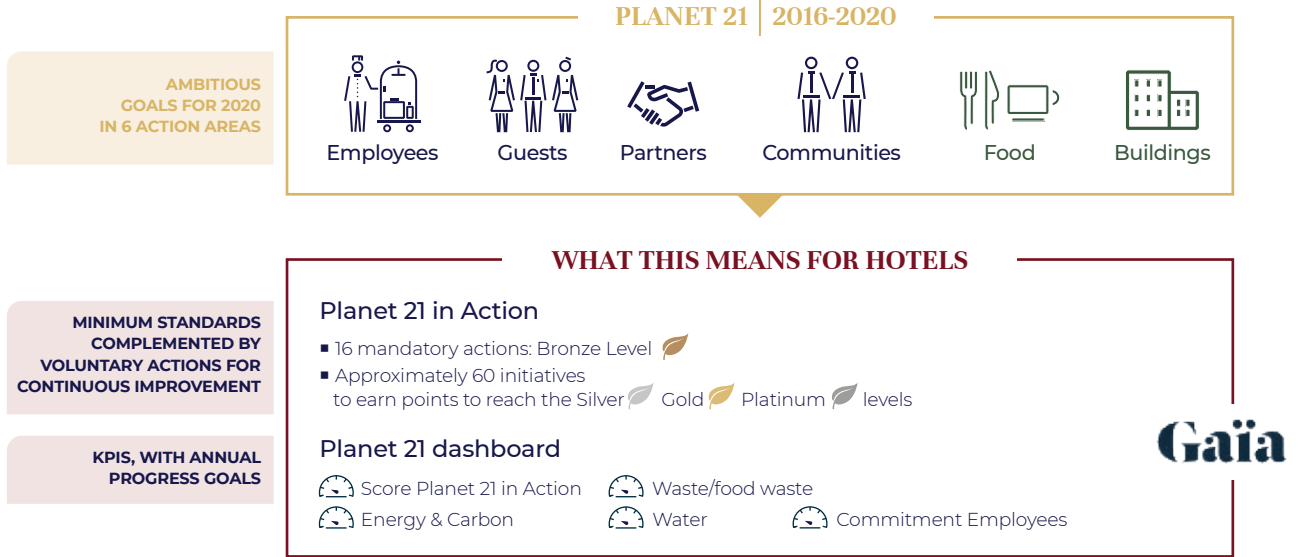 PLANET 21 | 2016-2020
AMBITIOUS
GOALS FOR 2020
IN 6 ACTION AREAS
Employees
Guests
Partners
Communities
Food
Buildings
WHAT THIS MEANS FOR HOTELS
MINIMUM STANDARDS
COMPLEMENTED BY
VOLUNTARY ACTIONS FOR
CONTINUOUS IMPROVEMENT
Planet 21 in Action
▪ 16 mandatory actions: Bronze Level
▪ Approximately 60 initiatives
to earn points to reach the Silver Gold Platinum levels
Gaïa
KPIS, WITH ANNUAL
PROGRESS GOALS
Planet 21 dashboard
Score Planet 21 in Action Waste/food waste
Energy & Carbon Water Commitment Employees